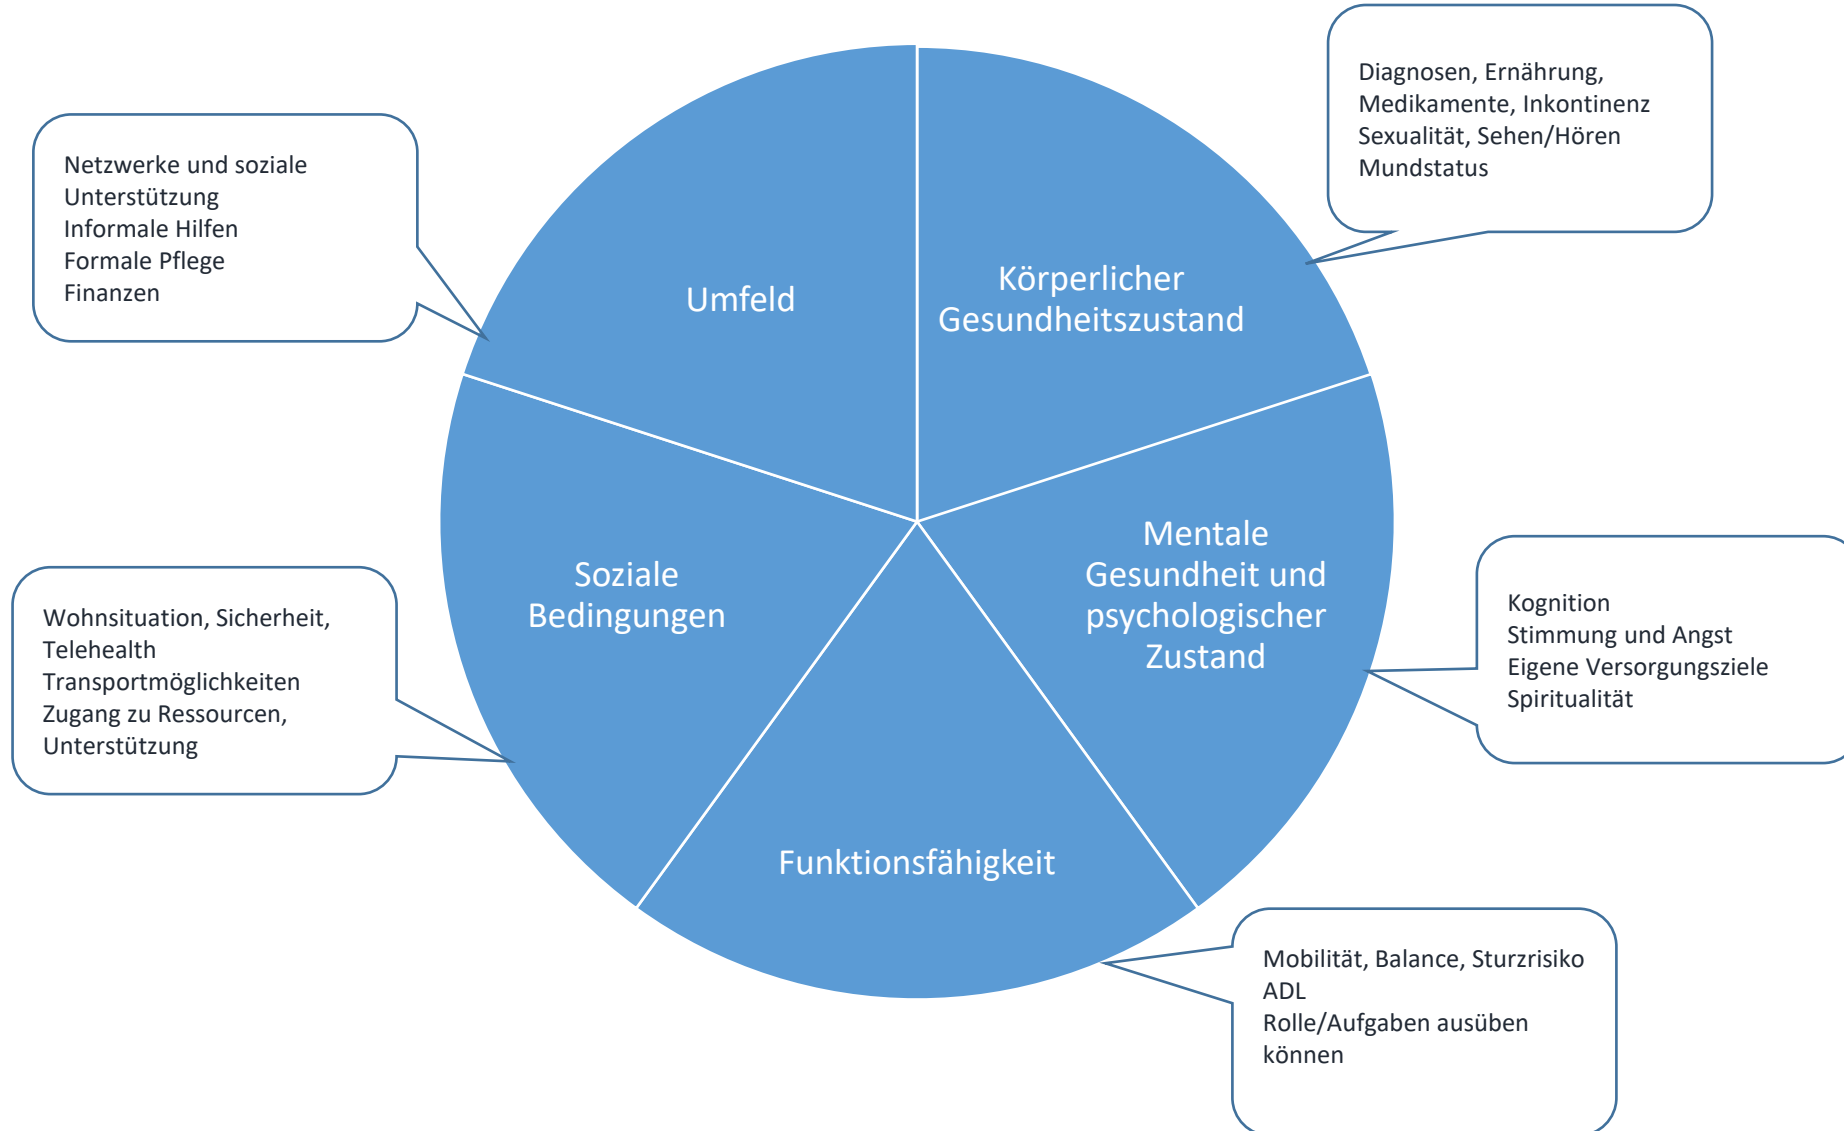 Diagnosen, Ernährung,
Medikamente, Inkontinenz
Sexualität, Sehen/Hören
Mundstatus
Netzwerke und soziale
Unterstützung
Informale Hilfen
Formale Pflege
Finanzen
Umfeld
Körperlicher
Gesundheitszustand
Soziale
Bedingungen
Mentale
Gesundheit und
psychologischer
Zustand
Wohnsituation, Sicherheit,
Telehealth
Transportmöglichkeiten
Zugang zu Ressourcen,
Unterstützung
Kognition
Stimmung und Angst
Eigene Versorgungsziele
Spiritualität
Funktionsfähigkeit
Mobilität, Balance, Sturzrisiko
ADL
Rolle/Aufgaben ausüben
können